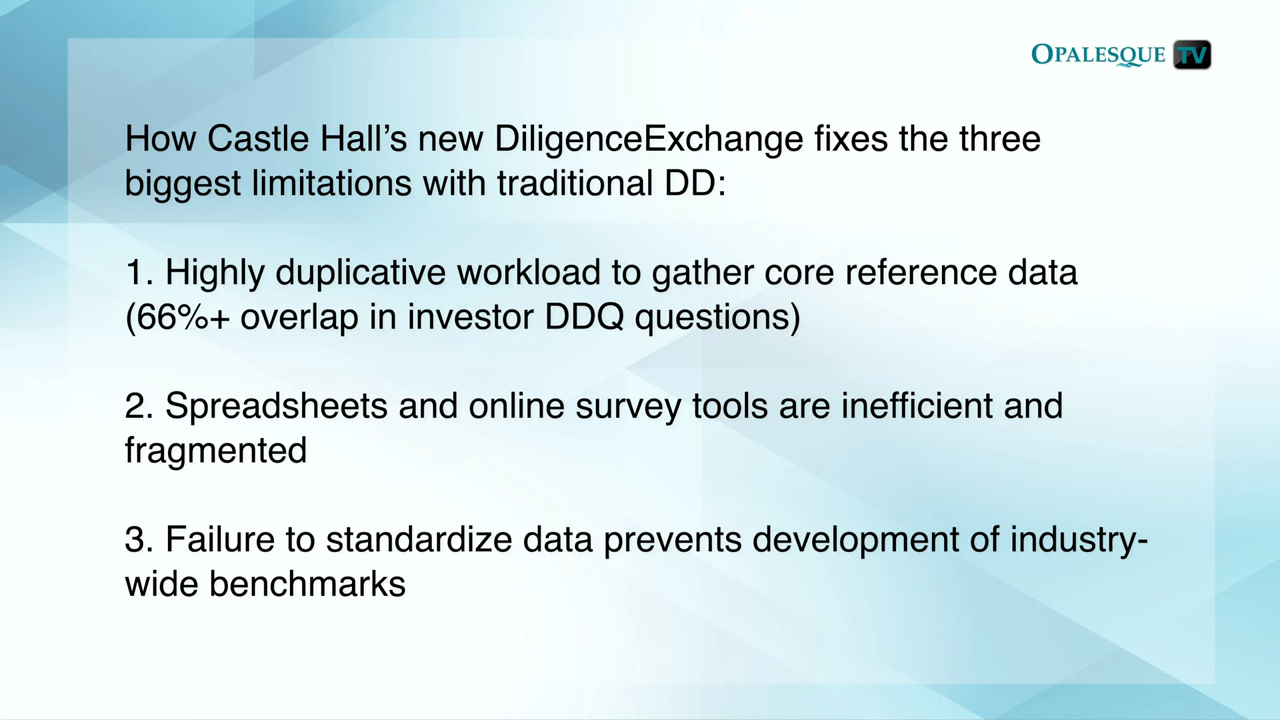 OPALESQUE TV
How Castle Hall’s new DiligenceExchange fixes the three
biggest limitations with traditional DD:
1. Highly duplicative workload to gather core reference data
(66%+ overlap in investor DDQ questions)
2. Spreadsheets and online survey tools are inefficient and
fragmented
3. Failure to standardize data prevents development of industry-
wide benchmarks